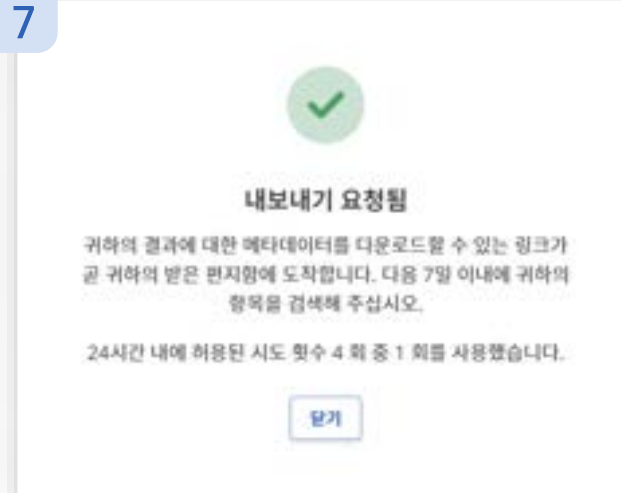 7
내보내기 요청됨
귀하의 결과에 대한 메타데이터를 다운로드할 수 있는 링크가
곧 귀하의 받은 편지함에 도착합니다. 다음 7일 이내에 귀하의
항목을 검색해 주십시오.
24시간 내에 허용된 시도 횟수 4 회 중 1 회를 사용했습니다.
닫기